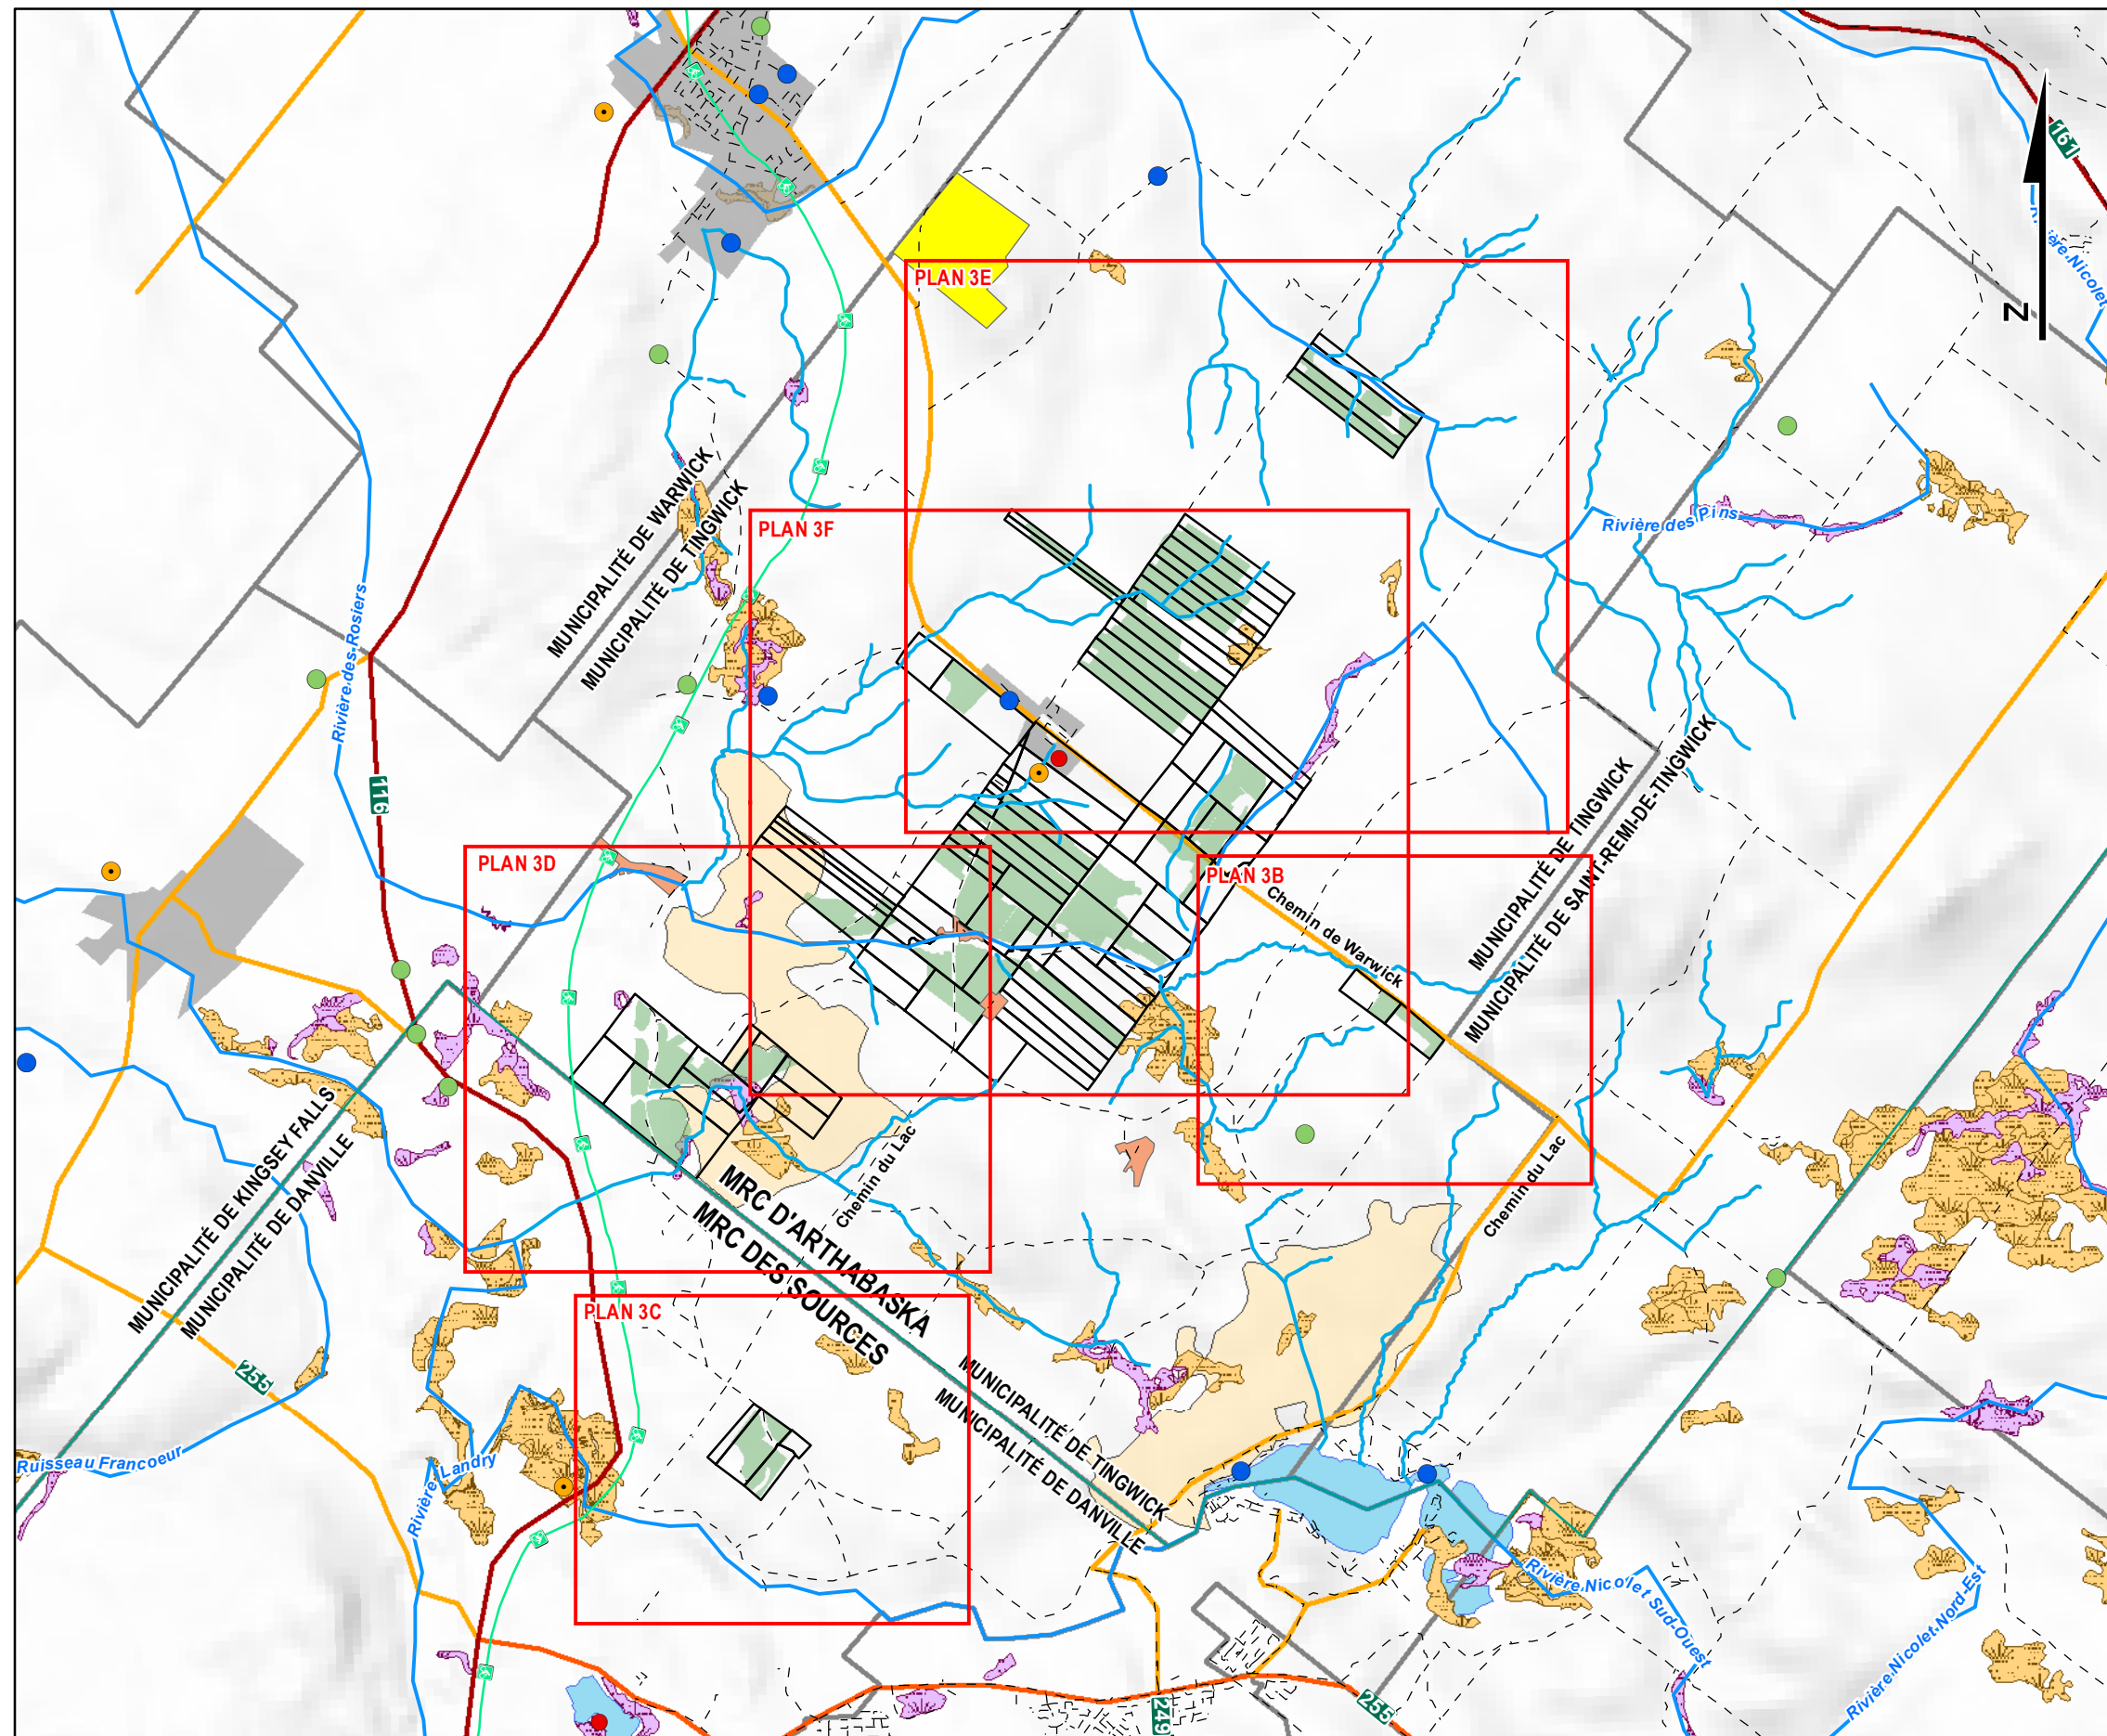 161
Rivière Nicolet
N
PLAN 3E
MUNICIPALITÉ DE WARWICK
MUNICIPALITÉ DE TINGWICK
PLAN 3F
Rivière des Pins
Rivière des Rosiers
116
MUNICIPALITÉ DE TINGWICK
MUNICIPALITÉ DE SAINT-REMI-DE-TINGWICK
PLAN 3D
PLAN 3B
Chemin de Warwick
MUNICIPALITÉ DE KINGSEY FALLS
MUNICIPALITÉ DE DANVILLE
Chemin du Lac
Chemin du Lac
MRC D'ARTHABASKA
MRC DES SOURCES
PLAN 3C
255
MUNICIPALITÉ DE TINGWICK
MUNICIPALITÉ DE DANVILLE
Ruisseau Francoeur
Rivière Landry
Rivière Nicolet Sud-Ouest
Rivière Nicolet Nord-Est
249
255